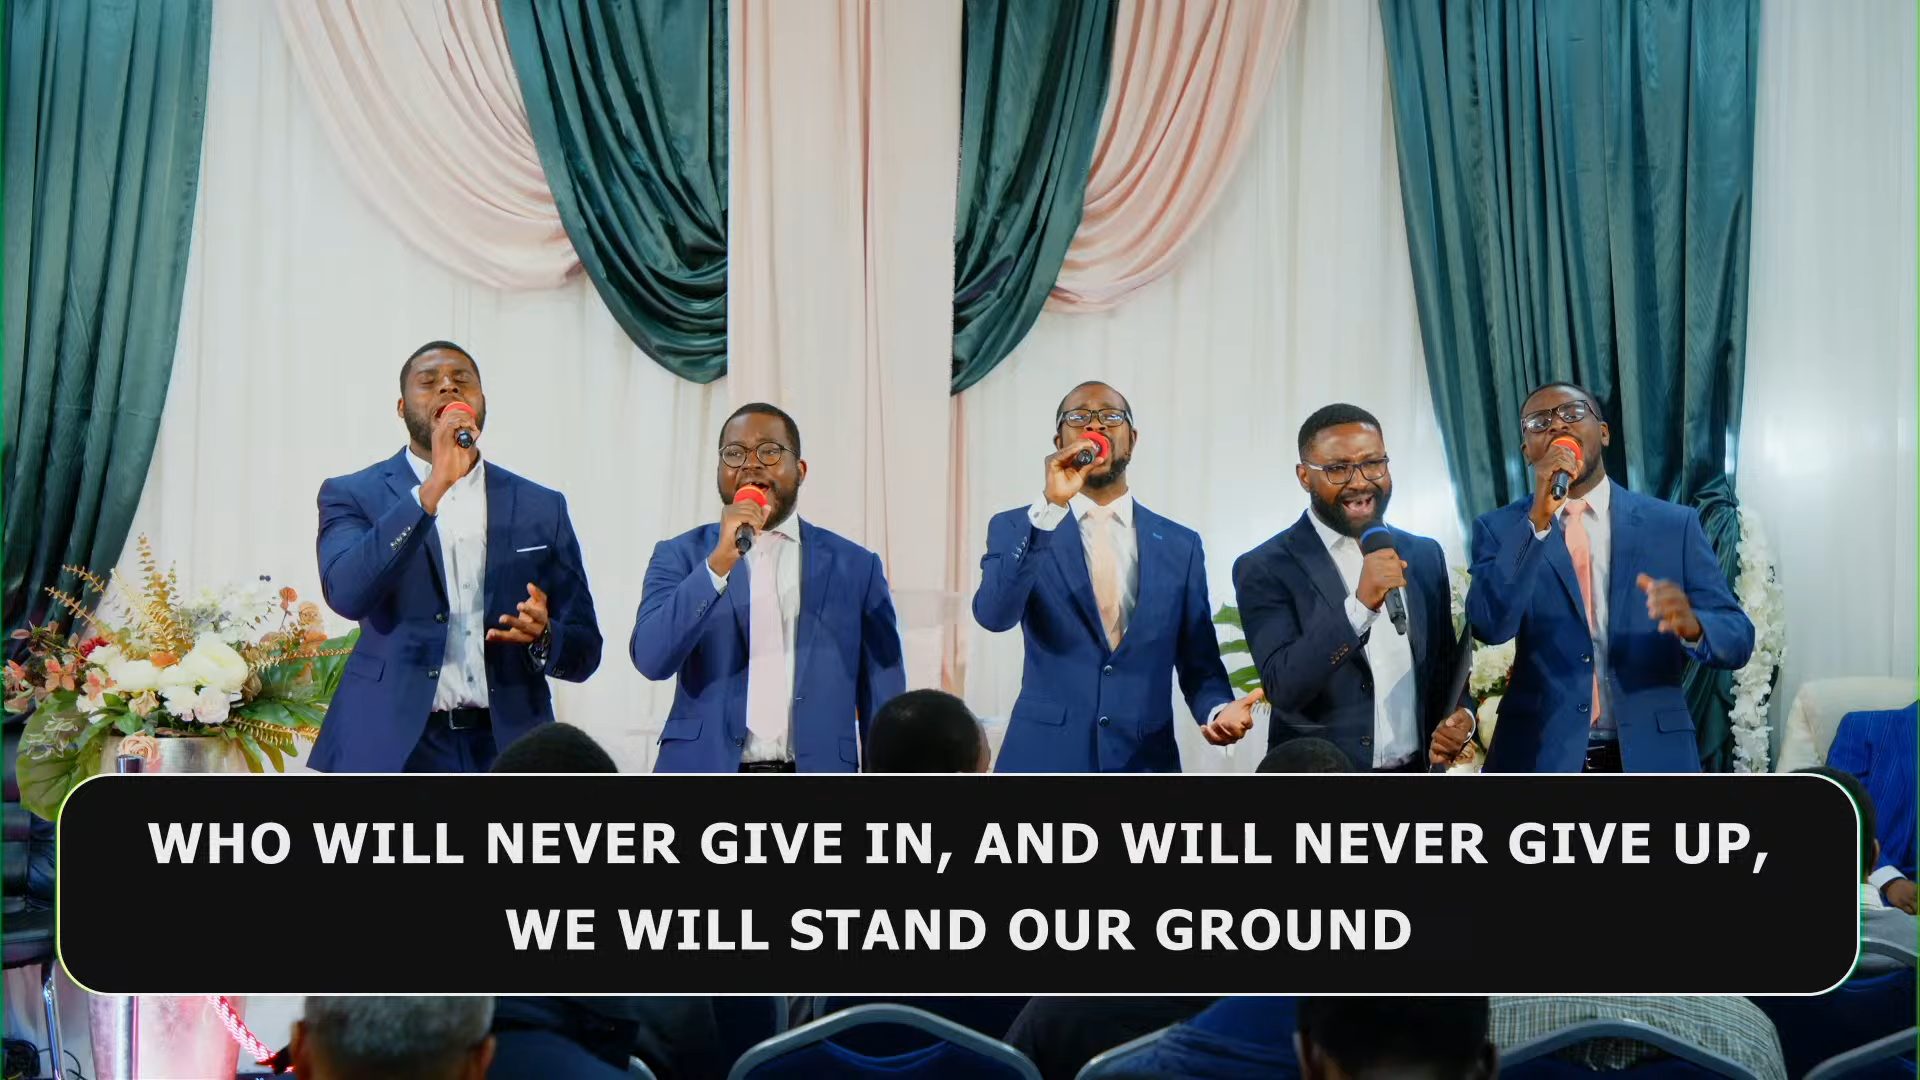 WHO WILL NEVER GIVE IN, AND WILL NEVER GIVE UP,
WE WILL STAND OUR GROUND